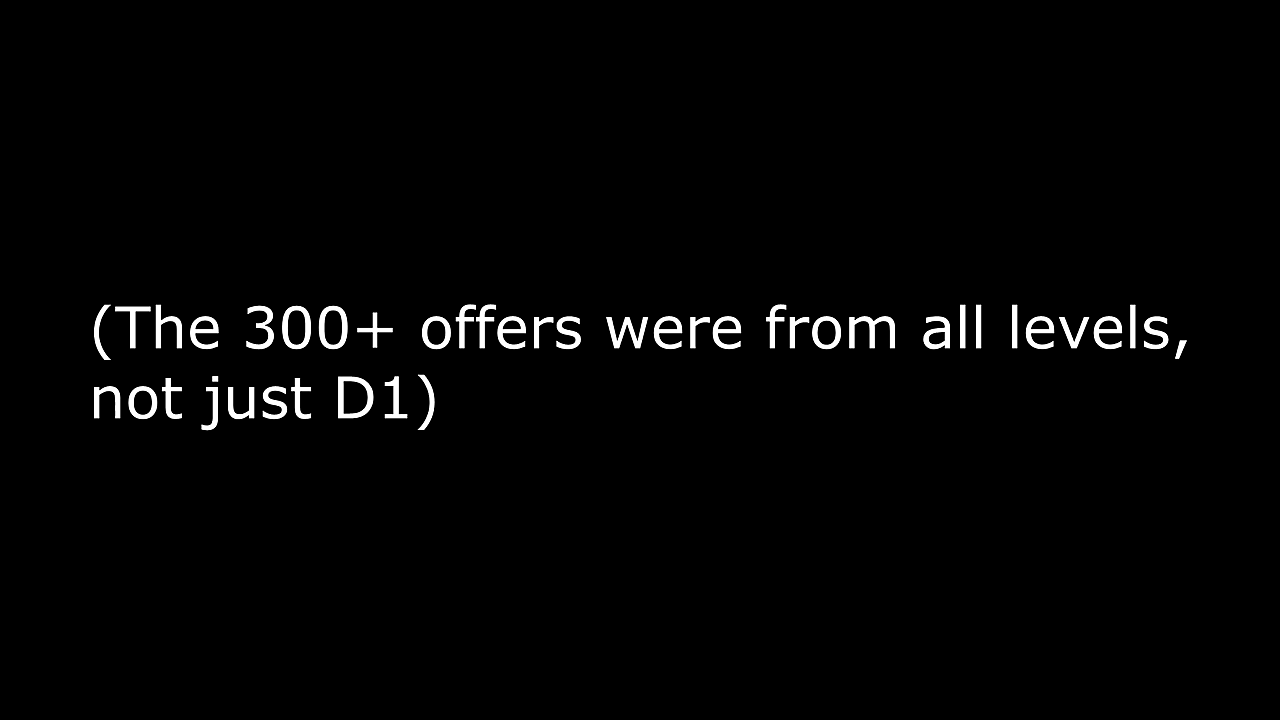 (The 300+ offers were from all levels,
not just D1)